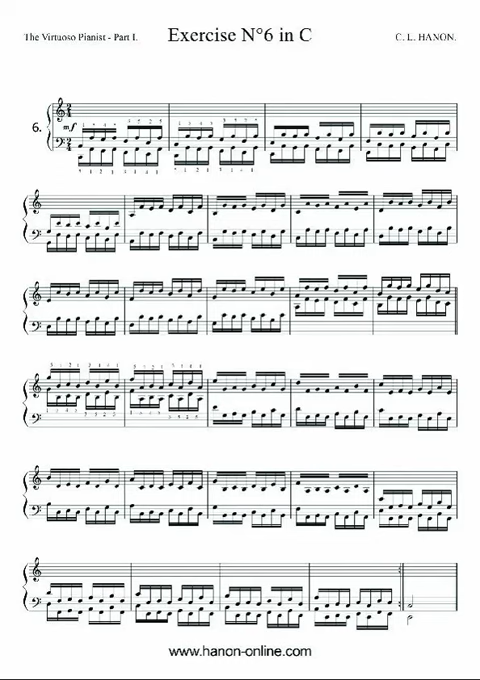 The Virtuoso Pianist - Part I.
Exercise N°6 in C
C. L. HANON.
6.
mf
www.hanon-online.com